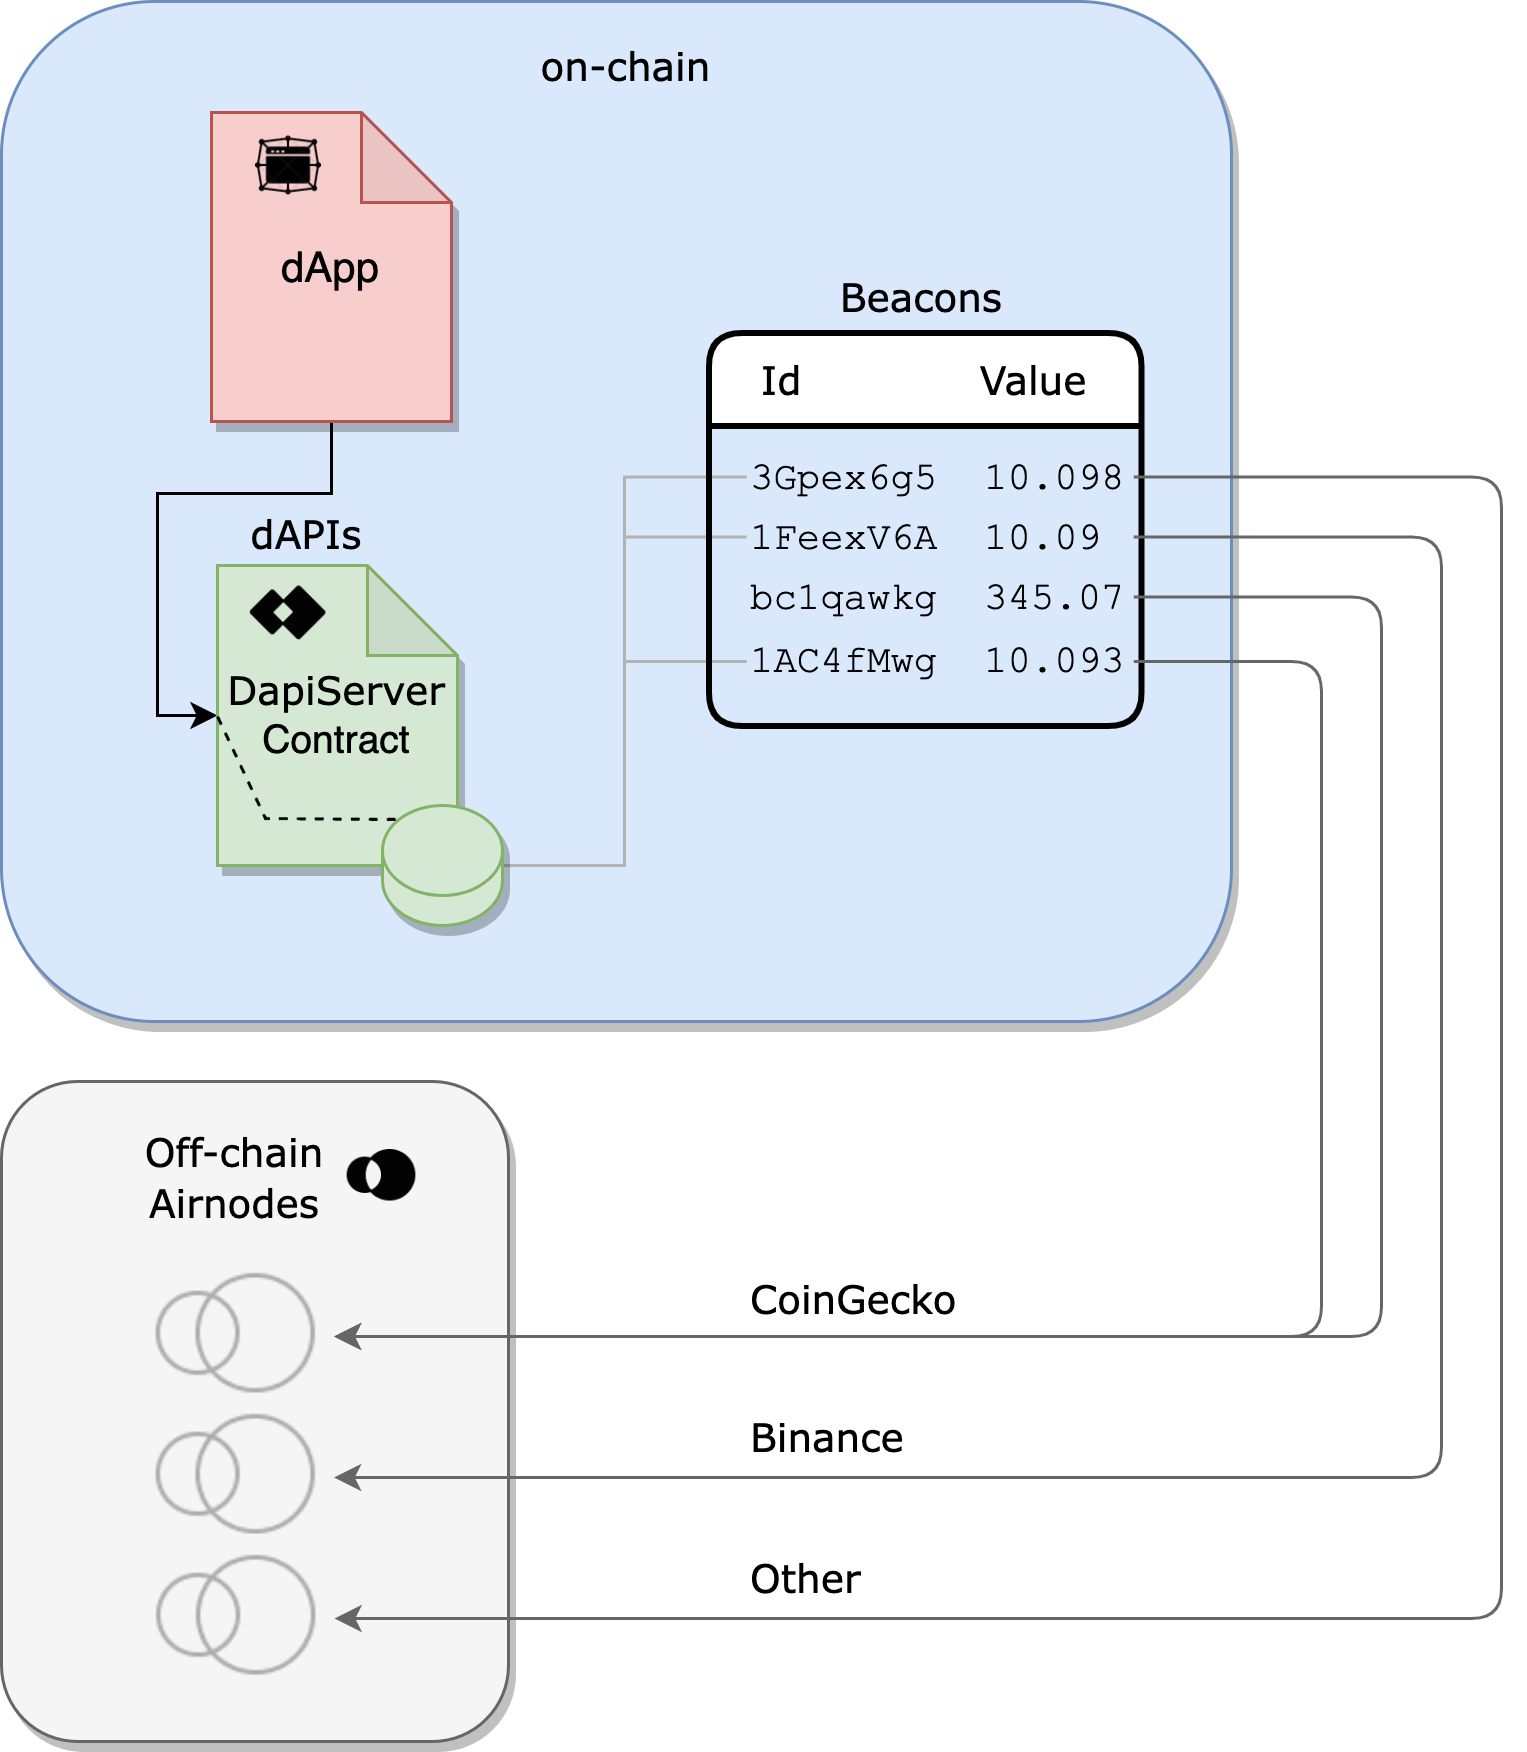 on-chain
dApp
dAPIs
DapiServer
Contract
Beacons
Id Value
3Gpex6g5 10.098
1FeexV6A 10.09
bc1qawkg 345.07
1AC4fMwg 10.093
Off-chain
Airnodes
CoinGecko
Binance
Other